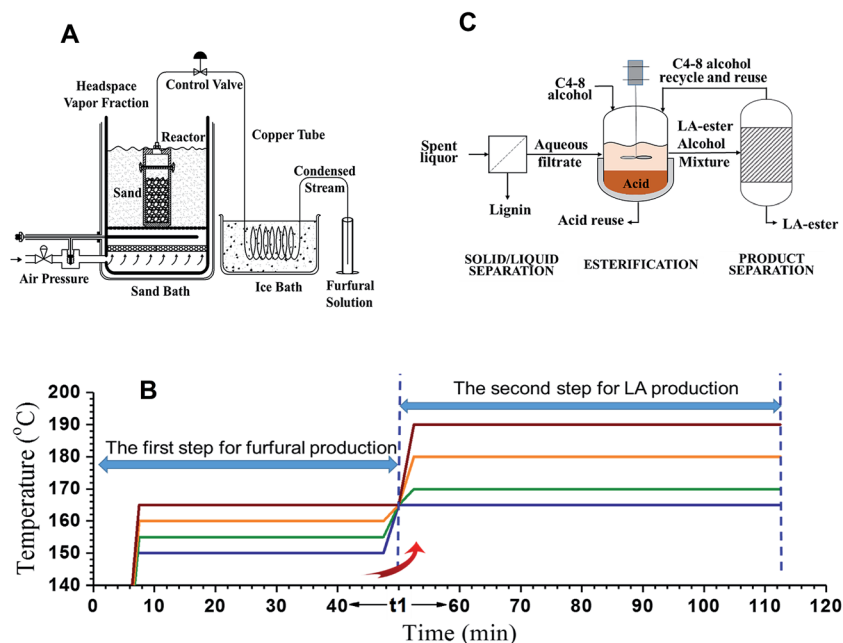 A
Headspace
Vapor Fraction
Control Valve
Reactor
Copper Tube
Condensed
Stream
Sand
Air Pressure
Sand Bath
Ice Bath
Furfural
Solution
C
C4-8
alcohol
C4-8 alcohol
recycle and reuse
Spent
liquor
Aqueous
filtrate
LA-ester
Alcohol
Mixture
Acid
Lignin
Acid reuse
LA-ester
SOLID/LIQUID
SEPARATION
ESTERIFICATION
PRODUCT
SEPARATION
B
The second step for LA production
The first step for furfural production
Temperature (°C)
200
190
180
170
160
150
140
0 10 20 30 40 t1 60 70 80 90 100 110 120
Time (min)